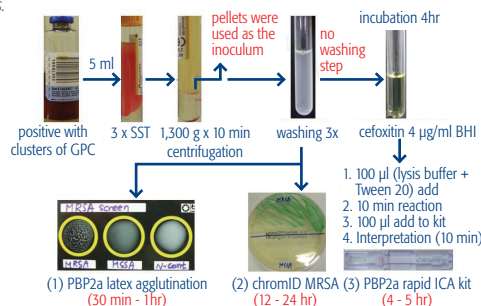 s.
pellets were
used as the
inoculum
incubation 4hr
no
washing
step
5 ml
positive with
clusters of GPC
3 x SST
1,300 g x 10 min
centrifugation
washing 3x
cefoxitin 4 µg/ml BHI
1. 100 µl (lysis buffer +
Tween 20) add
2. 10 min reaction
3. 100 µl add to kit
4. Interpretation (10 min)
MRSA screen
MRSA
MSSA
N-cont
MRSA
(1) PBP2a latex agglutination
(30 min - 1hr)
(2) chromID MRSA
(12 - 24 hr)
(3) PBP2a rapid ICA kit
(4 - 5 hr)